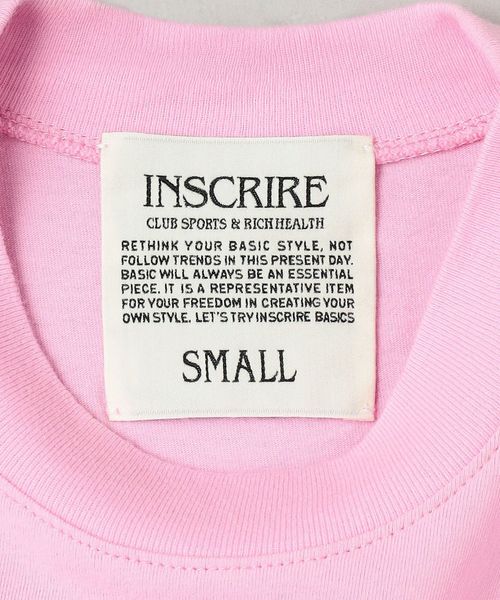 INSCRIRE
CLUB SPORTS & RICH HEALTH
RETHINK YOUR BASIC STYLE, NOT
FOLLOW TRENDS IN THIS PRESENT DAY.
BASIC WILL ALWAYS BE AN ESSENTIAL
PIECE. IT IS A REPRESENTATIVE ITEM
FOR YOUR FREEDOM IN CREATING YOUR
OWN STYLE. LET'S TRY INSCRIRE BASICS
SMALL